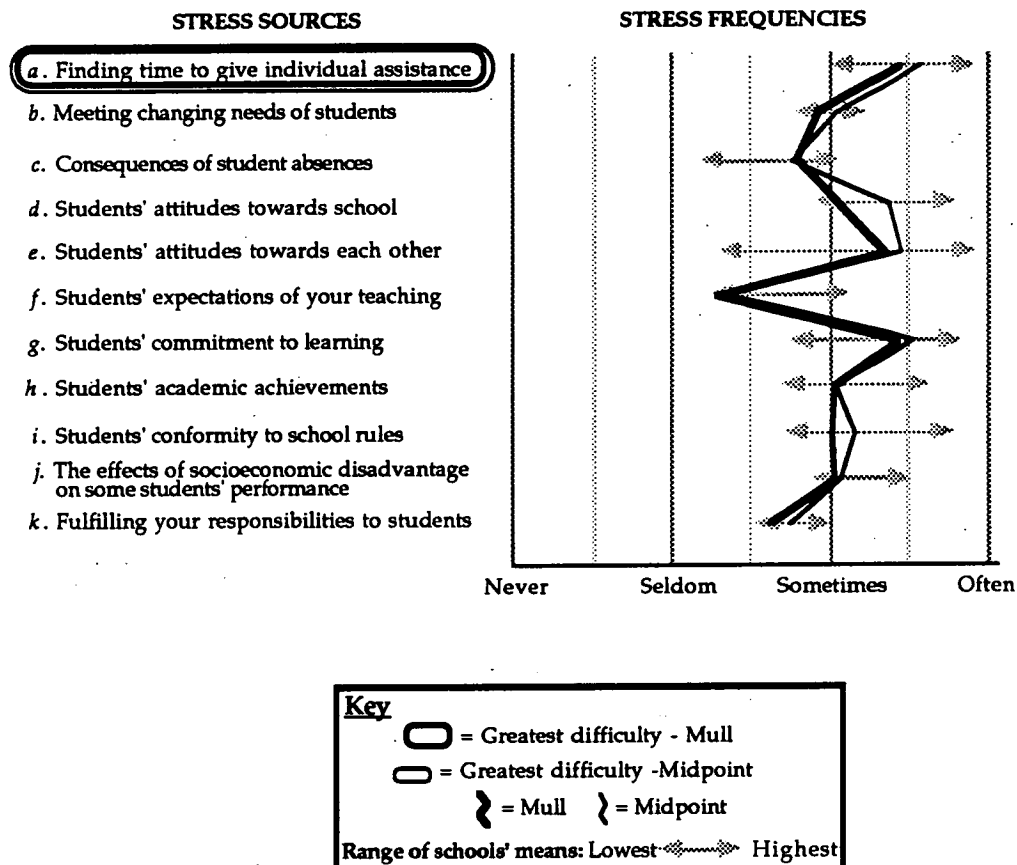 STRESS SOURCES
STRESS FREQUENCIES
a. Finding time to give individual assistance
b. Meeting changing needs of students
c. Consequences of student absences
d. Students' attitudes towards school
e. Students' attitudes towards each other
f. Students' expectations of your teaching
g. Students' commitment to learning
h. Students' academic achievements
i. Students' conformity to school rules
j. The effects of socioeconomic disadvantage
on some students' performance
k. Fulfilling your responsibilities to students
Never Seldom Sometimes Often
Key
= Greatest difficulty - Mull
= Greatest difficulty -Midpoint
= Mull = Midpoint
Range of schools' means: Lowest Highest